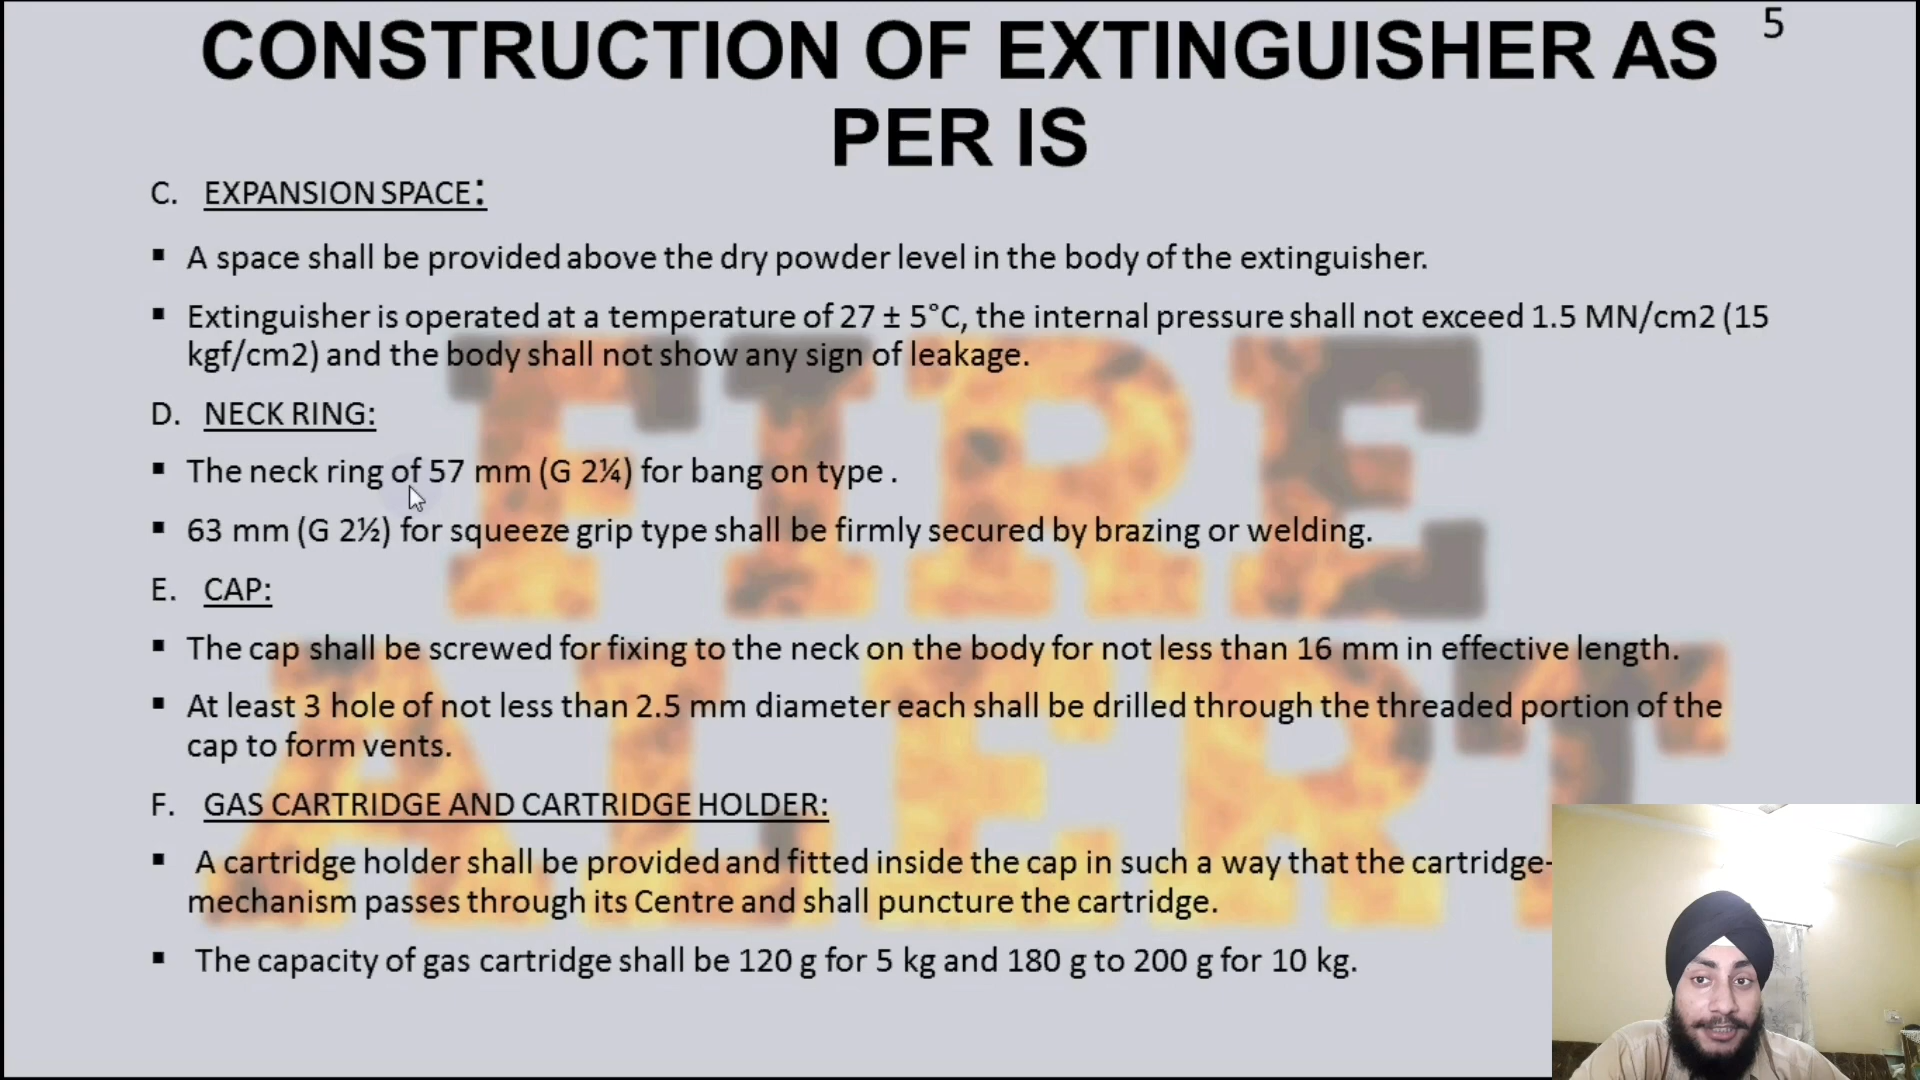 5
CONSTRUCTION OF EXTINGUISHER AS
PER IS
C. EXPANSION SPACE:
▪ A space shall be provided above the dry powder level in the body of the extinguisher.
▪ Extinguisher is operated at a temperature of 27 ± 5°C, the internal pressure shall not exceed 1.5 MN/cm2 (15
kgf/cm2) and the body shall not show any sign of leakage.
D. NECK RING:
▪ The neck ring of 57 mm (G 2¼) for bang on type .
▪ 63 mm (G 2½) for squeeze grip type shall be firmly secured by brazing or welding.
E. CAP:
▪ The cap shall be screwed for fixing to the neck on the body for not less than 16 mm in effective length.
▪ At least 3 hole of not less than 2.5 mm diameter each shall be drilled through the threaded portion of the
cap to form vents.
F. GAS CARTRIDGE AND CARTRIDGE HOLDER:
▪ A cartridge holder shall be provided and fitted inside the cap in such a way that the cartridge-
mechanism passes through its Centre and shall puncture the cartridge.
▪ The capacity of gas cartridge shall be 120 g for 5 kg and 180 g to 200 g for 10 kg.
FIRE
ALERT